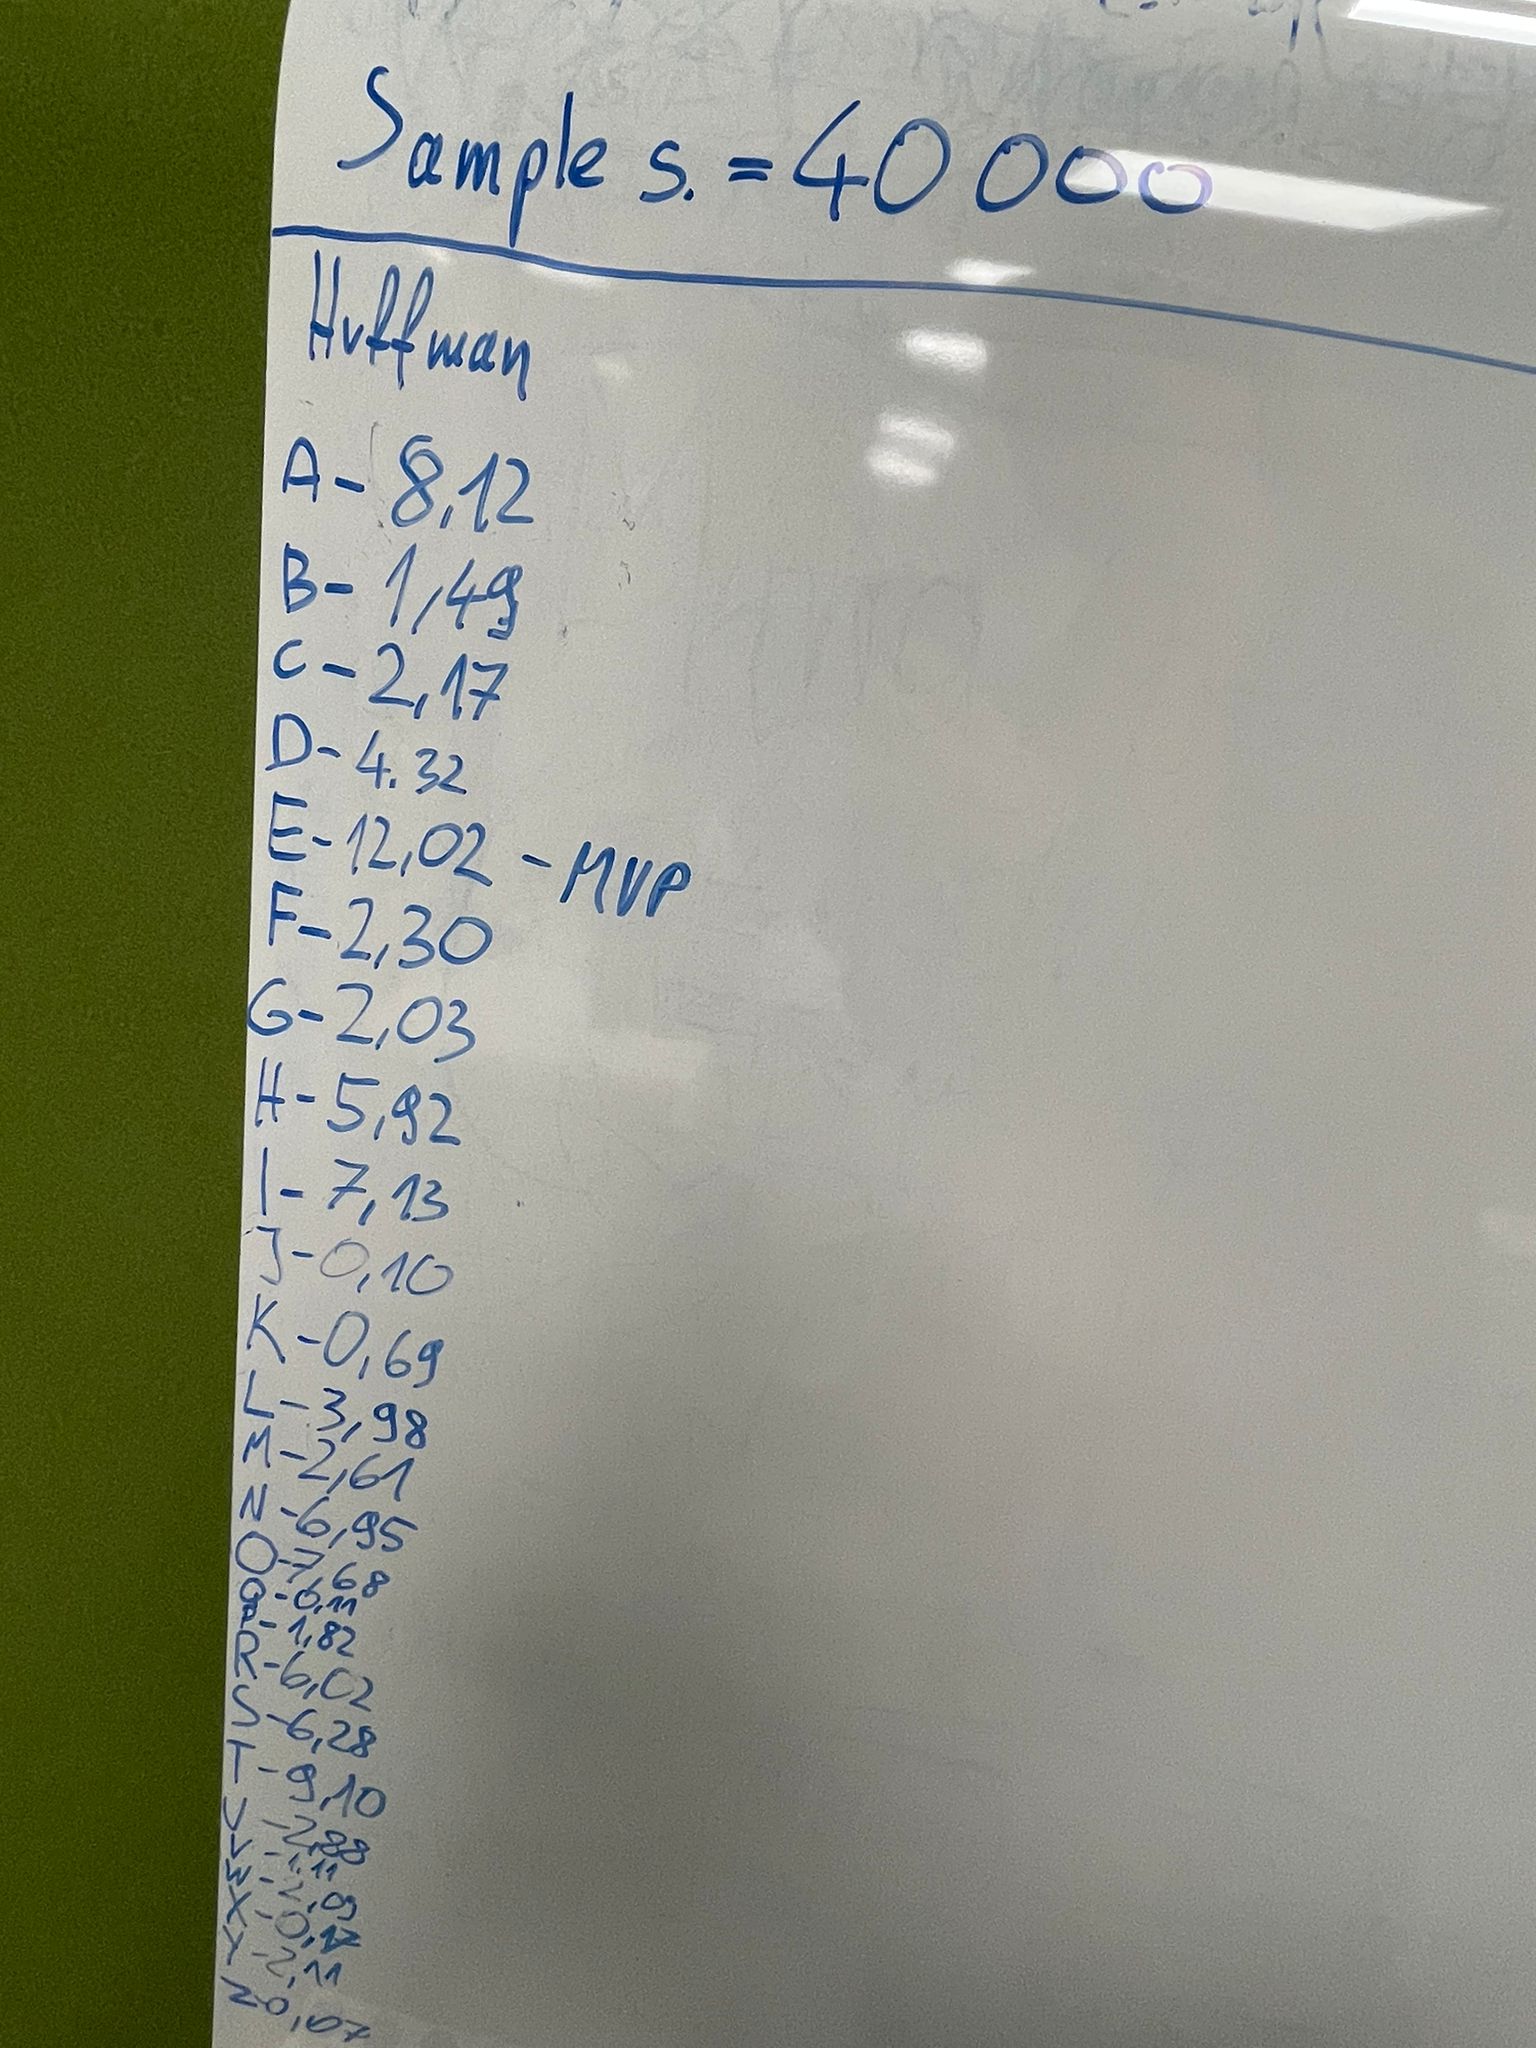 Sample s. = 40 000
Huffman
A - 8,12
B - 1,49
C - 2,17
D - 4.32
E - 12,02 - MVP
F - 2,30
G - 2,03
H - 5,92
I - 7,13
J - 0,10
K - 0,69
L - 3,98
M - 2,61
N - 6,95
O - 7,68
Q - 0,11
P - 1,82
R - 6,02
S - 6,28
T - 9,10
U - 2,88
V - 1,11
W - 2,09
X - 0,17
Y - 2,11
Z 0,07